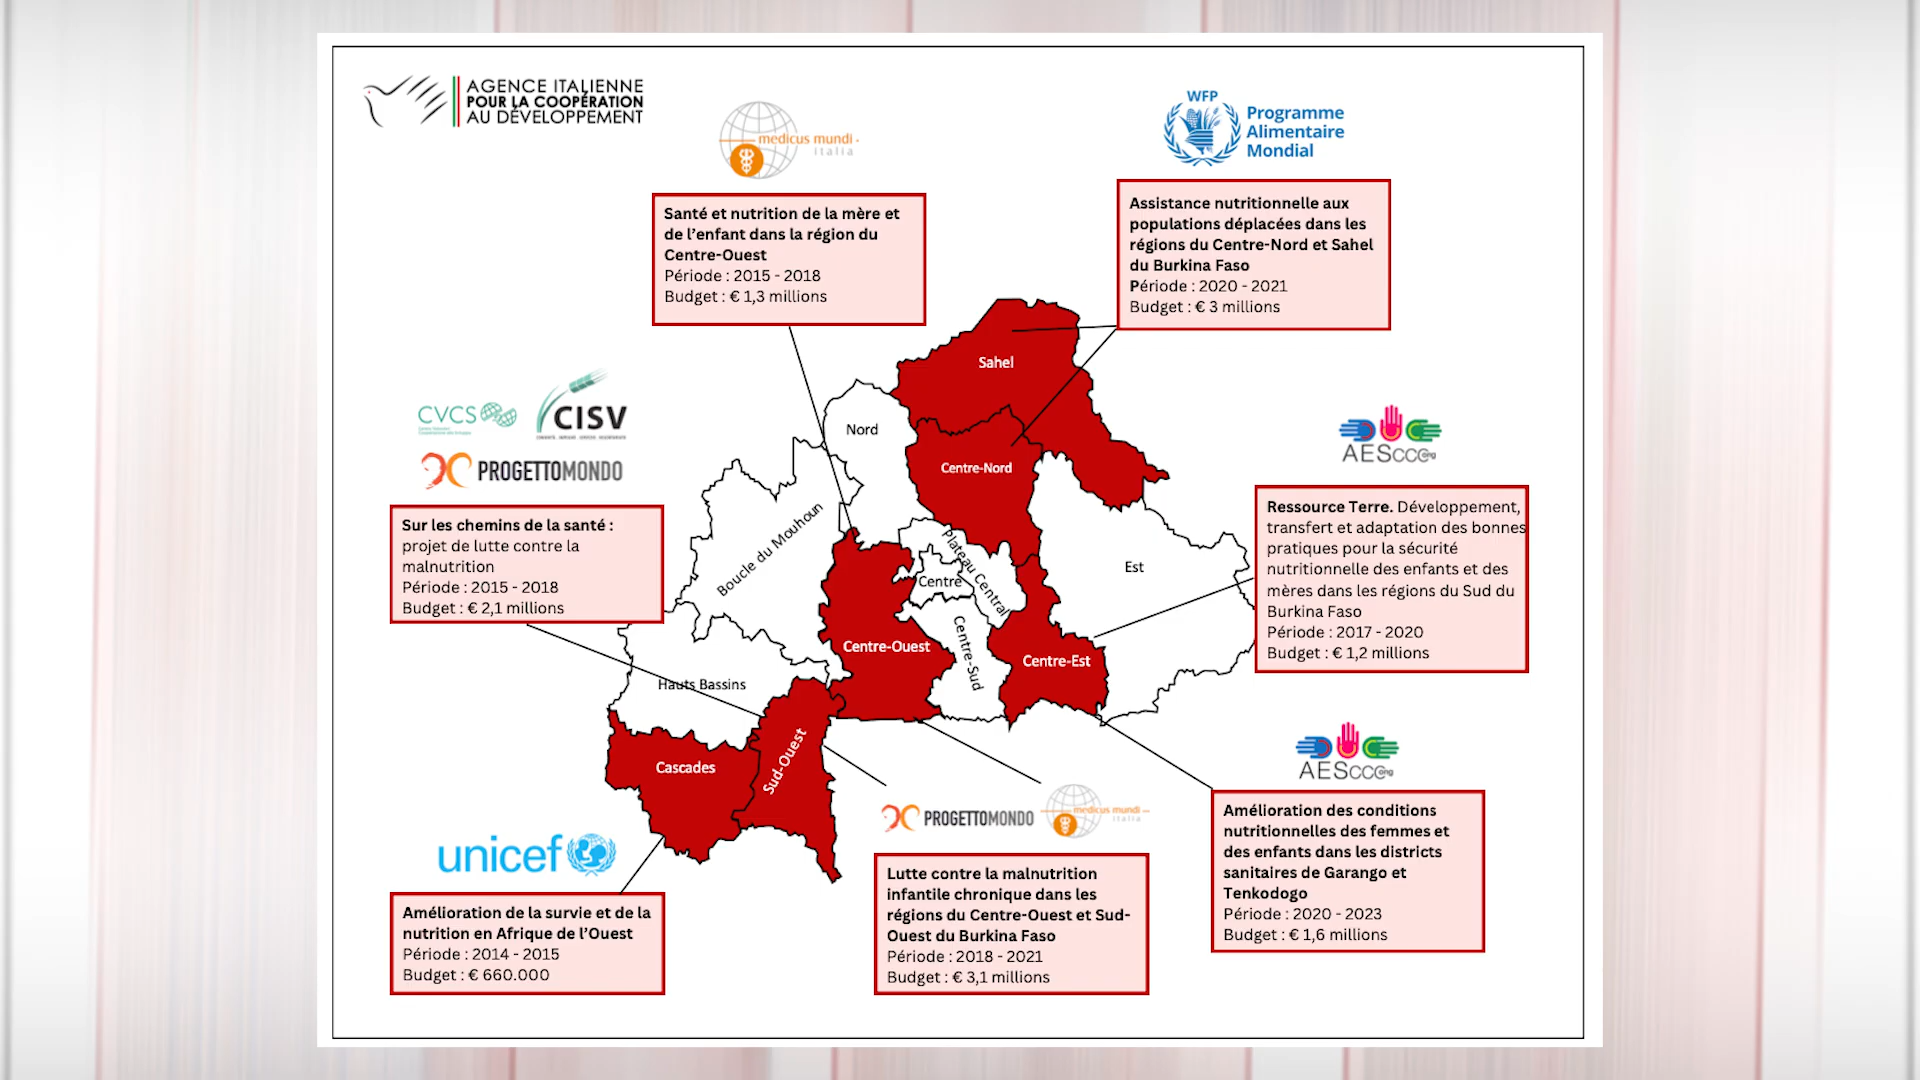 AGENCE ITALIENNE
POUR LA COOPÉRATION
AU DÉVELOPPEMENT
medicus mundi
italia
WFP
Programme
Alimentaire
Mondial
Santé et nutrition de la mère et
de l’enfant dans la région du
Centre-Ouest
Période : 2015 - 2018
Budget : € 1,3 millions
Assistance nutritionnelle aux
populations déplacées dans les
régions du Centre-Nord et Sahel
du Burkina Faso
Période : 2020 - 2021
Budget : € 3 millions
CVCS
CISV
PROGETTOMONDO
Sur les chemins de la santé :
projet de lutte contre la
malnutrition
Période : 2015 - 2018
Budget : € 2,1 millions
Sahel
Nord
Centre-Nord
Boucle du Mouhoun
Plateau Central
Centre
Est
Centre-Ouest
Centre-Sud
Centre-Est
Hauts Bassins
Cascades
Sud-Ouest
AESCCC ong
Ressource Terre. Développement,
transfert et adaptation des bonnes
pratiques pour la sécurité
nutritionnelle des enfants et des
mères dans les régions du Sud du
Burkina Faso
Période : 2017 - 2020
Budget : € 1,2 millions
unicef
Amélioration de la survie et de la
nutrition en Afrique de l’Ouest
Période : 2014 - 2015
Budget : € 660.000
PROGETTOMONDO
medicus mundi
italia
Lutte contre la malnutrition
infantile chronique dans les
régions du Centre-Ouest et Sud-
Ouest du Burkina Faso
Période : 2018 - 2021
Budget : € 3,1 millions
AESCCC ong
Amélioration des conditions
nutritionnelles des femmes et
des enfants dans les districts
sanitaires de Garango et
Tenkodogo
Période : 2020 - 2023
Budget : € 1,6 millions